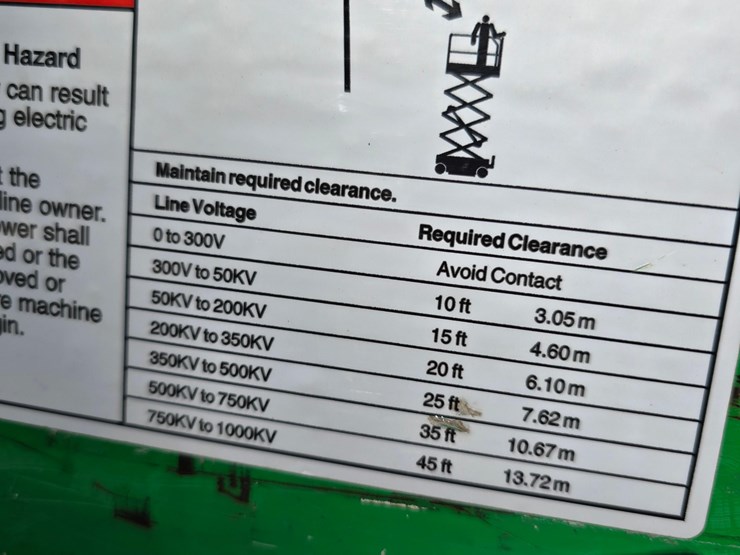 Hazard
can result
electric
the
line owner.
shall
or the
or
machine
Maintain required clearance.
Line Voltage Required Clearance
0 to 300V Avoid Contact
300V to 50KV 10 ft 3.05 m
50KV to 200KV 15 ft 4.60 m
200KV to 350KV 20 ft 6.10 m
350KV to 500KV 25 ft 7.62 m
500KV to 750KV 35 ft 10.67 m
750KV to 1000KV 45 ft 13.72 m